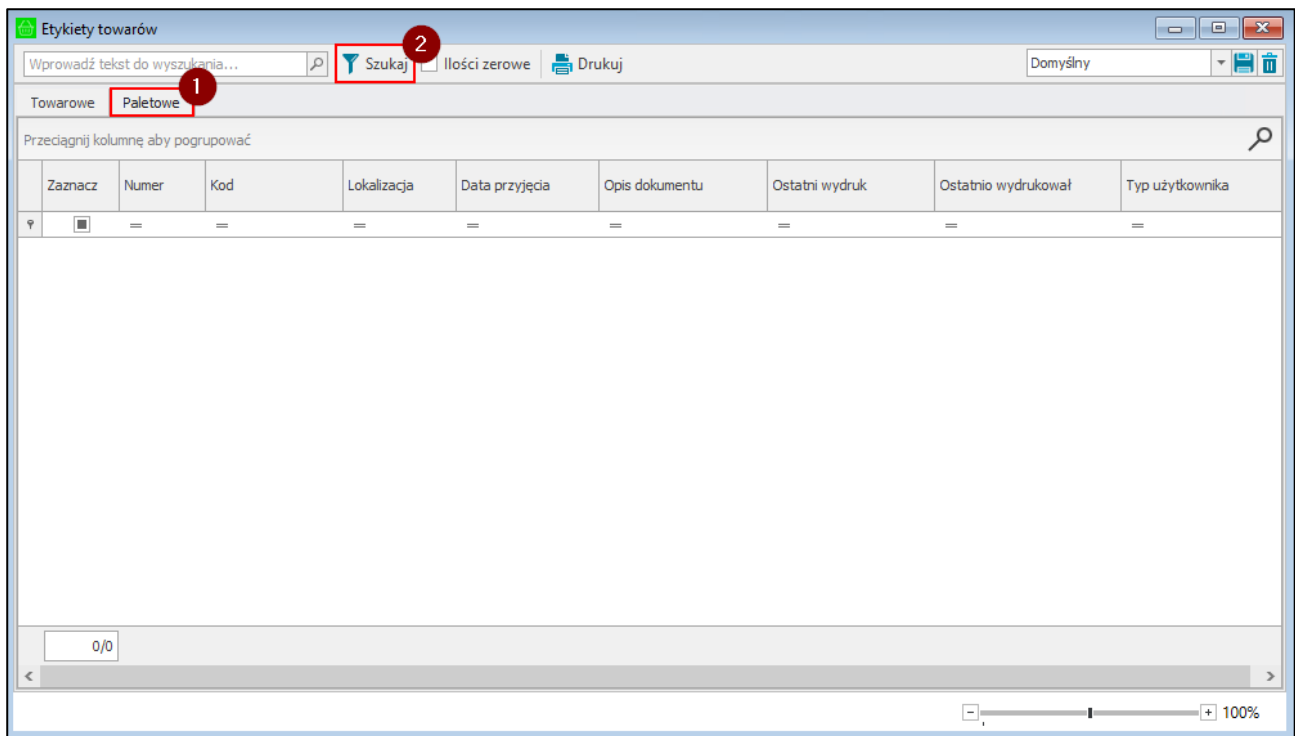 Etykiety towarów
2
Wprowadź tekst do wyszukania... Szukaj Ilości zerowe Drukuj Domyślny
1
Towarowe Paletowe
Przeciągnij kolumnę aby pogrupować
Zaznacz Numer Kod Lokalizacja Data przyjęcia Opis dokumentu Ostatni wydruk Ostatnio wydrukował Typ użytkownika
= = = = = = = =
0/0
100%